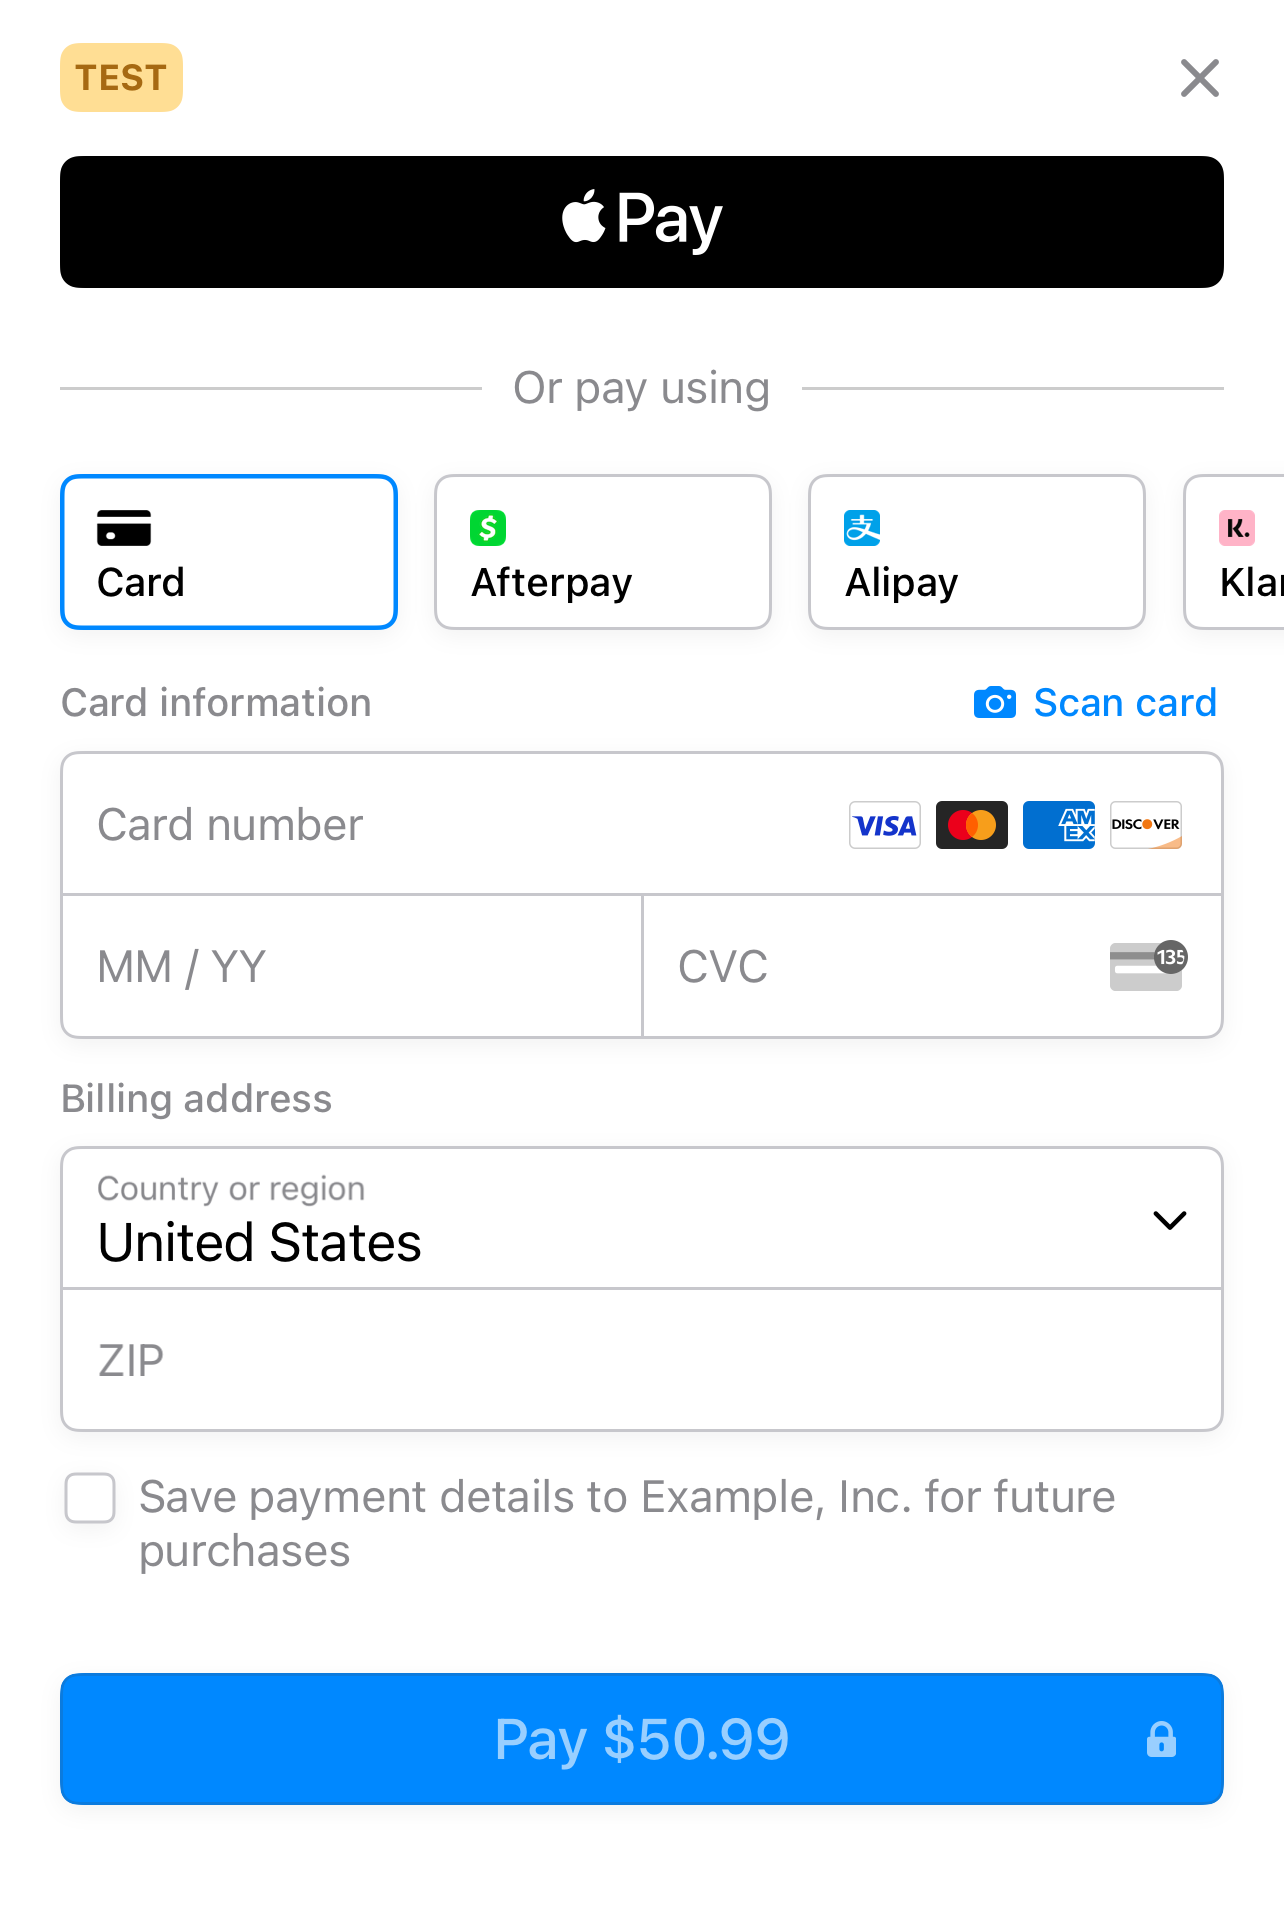 TEST
Pay
Or pay using
$
支
K.
Card
Afterpay
Alipay
Klar
Card information
Scan card
Card number
VISA
AM
EX
DISCOVER
MM / YY
CVC
135
Billing address
Country or region
United States
ZIP
Save payment details to Example, Inc. for future
purchases
Pay $50.99